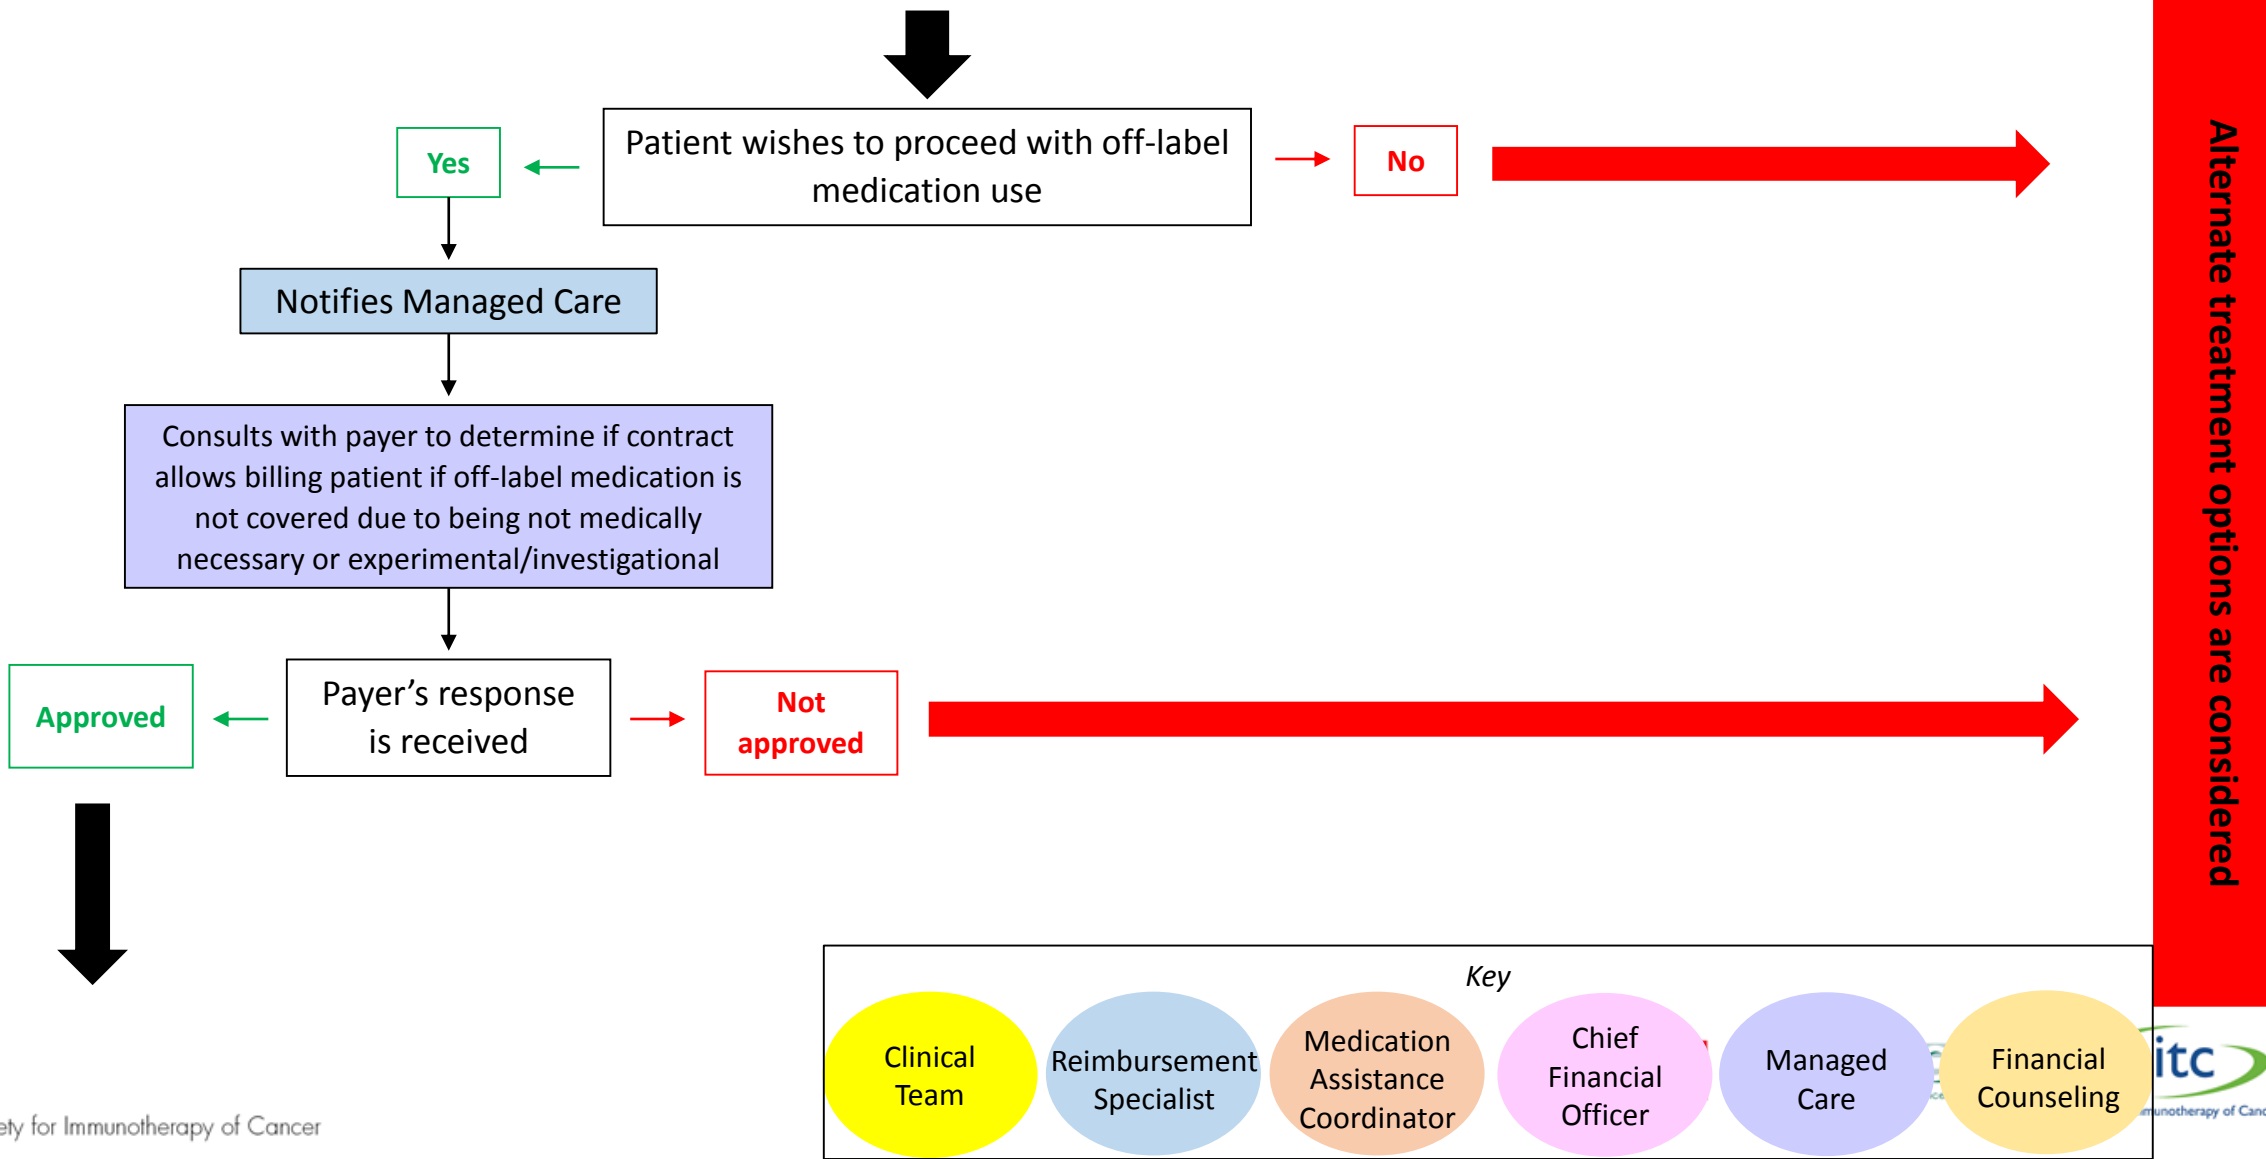 Patient wishes to proceed with off-label
medication use
Yes
No
Notifies Managed Care
Consults with payer to determine if contract
allows billing patient if off-label medication is
not covered due to being not medically
necessary or experimental/investigational
Payer’s response
is received
Approved
Not
approved
Alternate treatment options are considered
Key
Clinical
Team
Reimbursement
Specialist
Medication
Assistance
Coordinator
Chief
Financial
Officer
Managed
Care
Financial
Counseling
ety for Immunotherapy of Cancer
itc
munotherapy of Canc